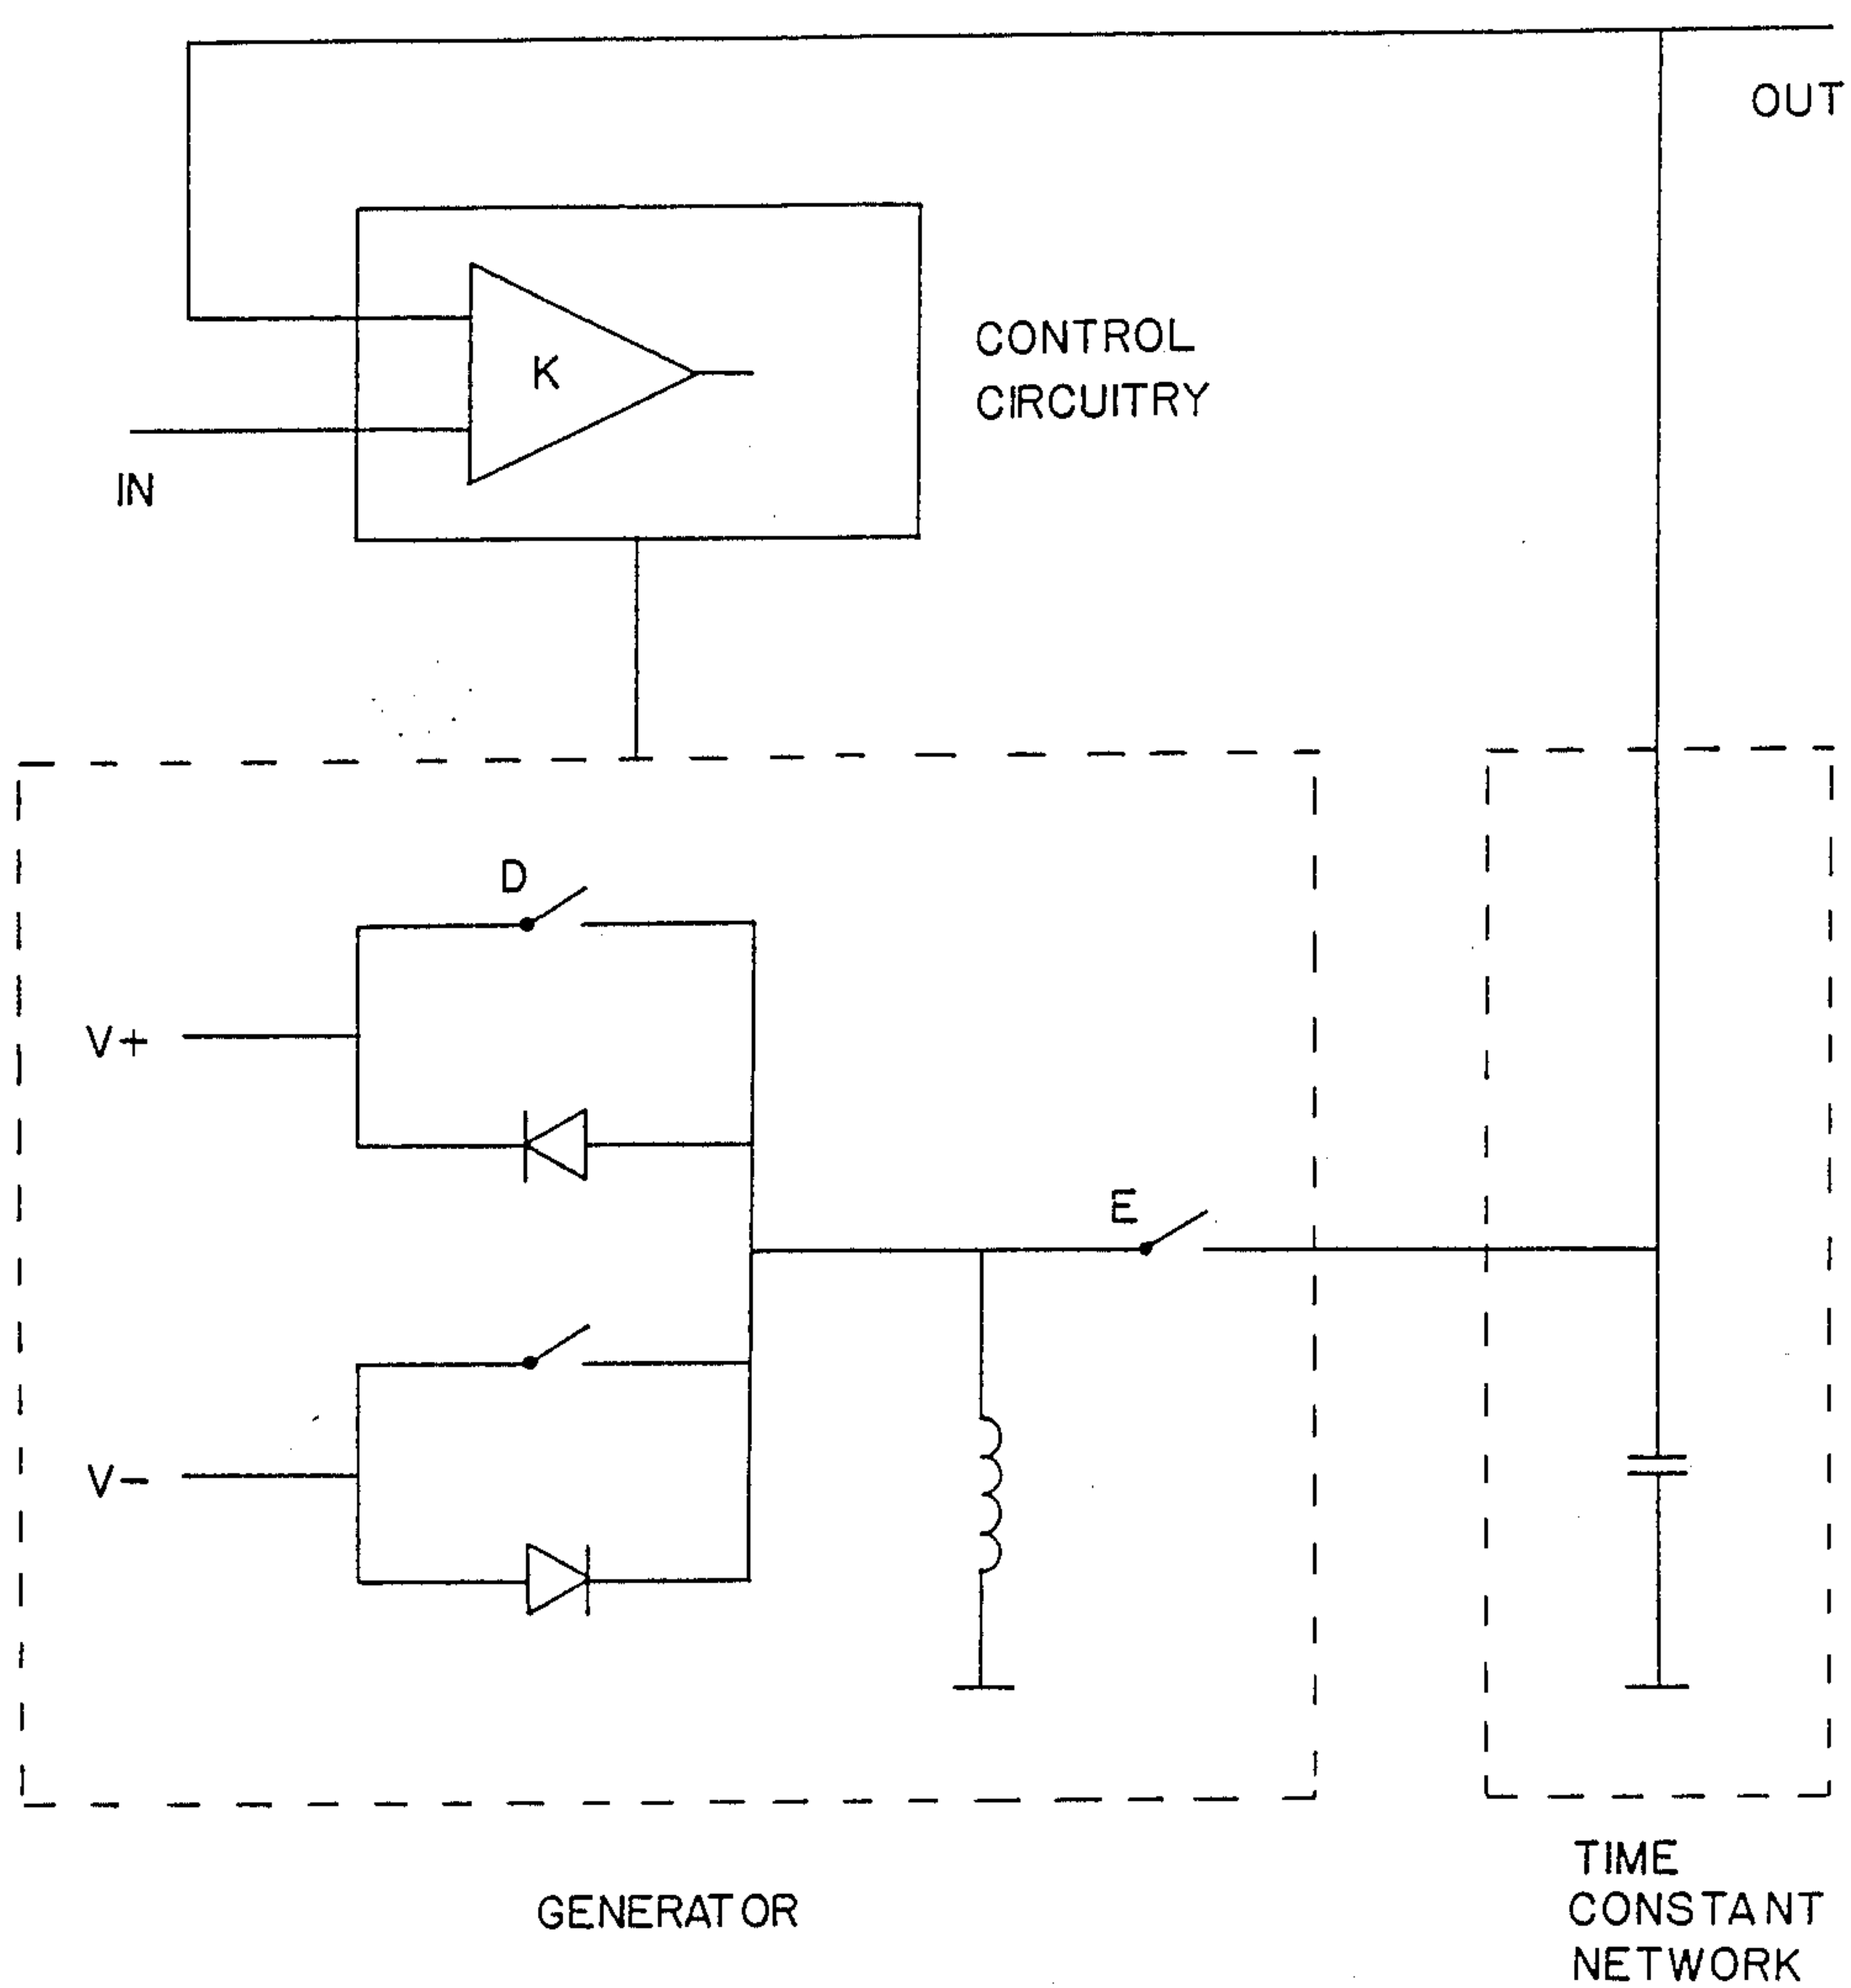 OUT
K
CONTROL
CIRCUITRY
IN
D
V+
E
V-
GENERATOR
TIME
CONSTANT
NETWORK